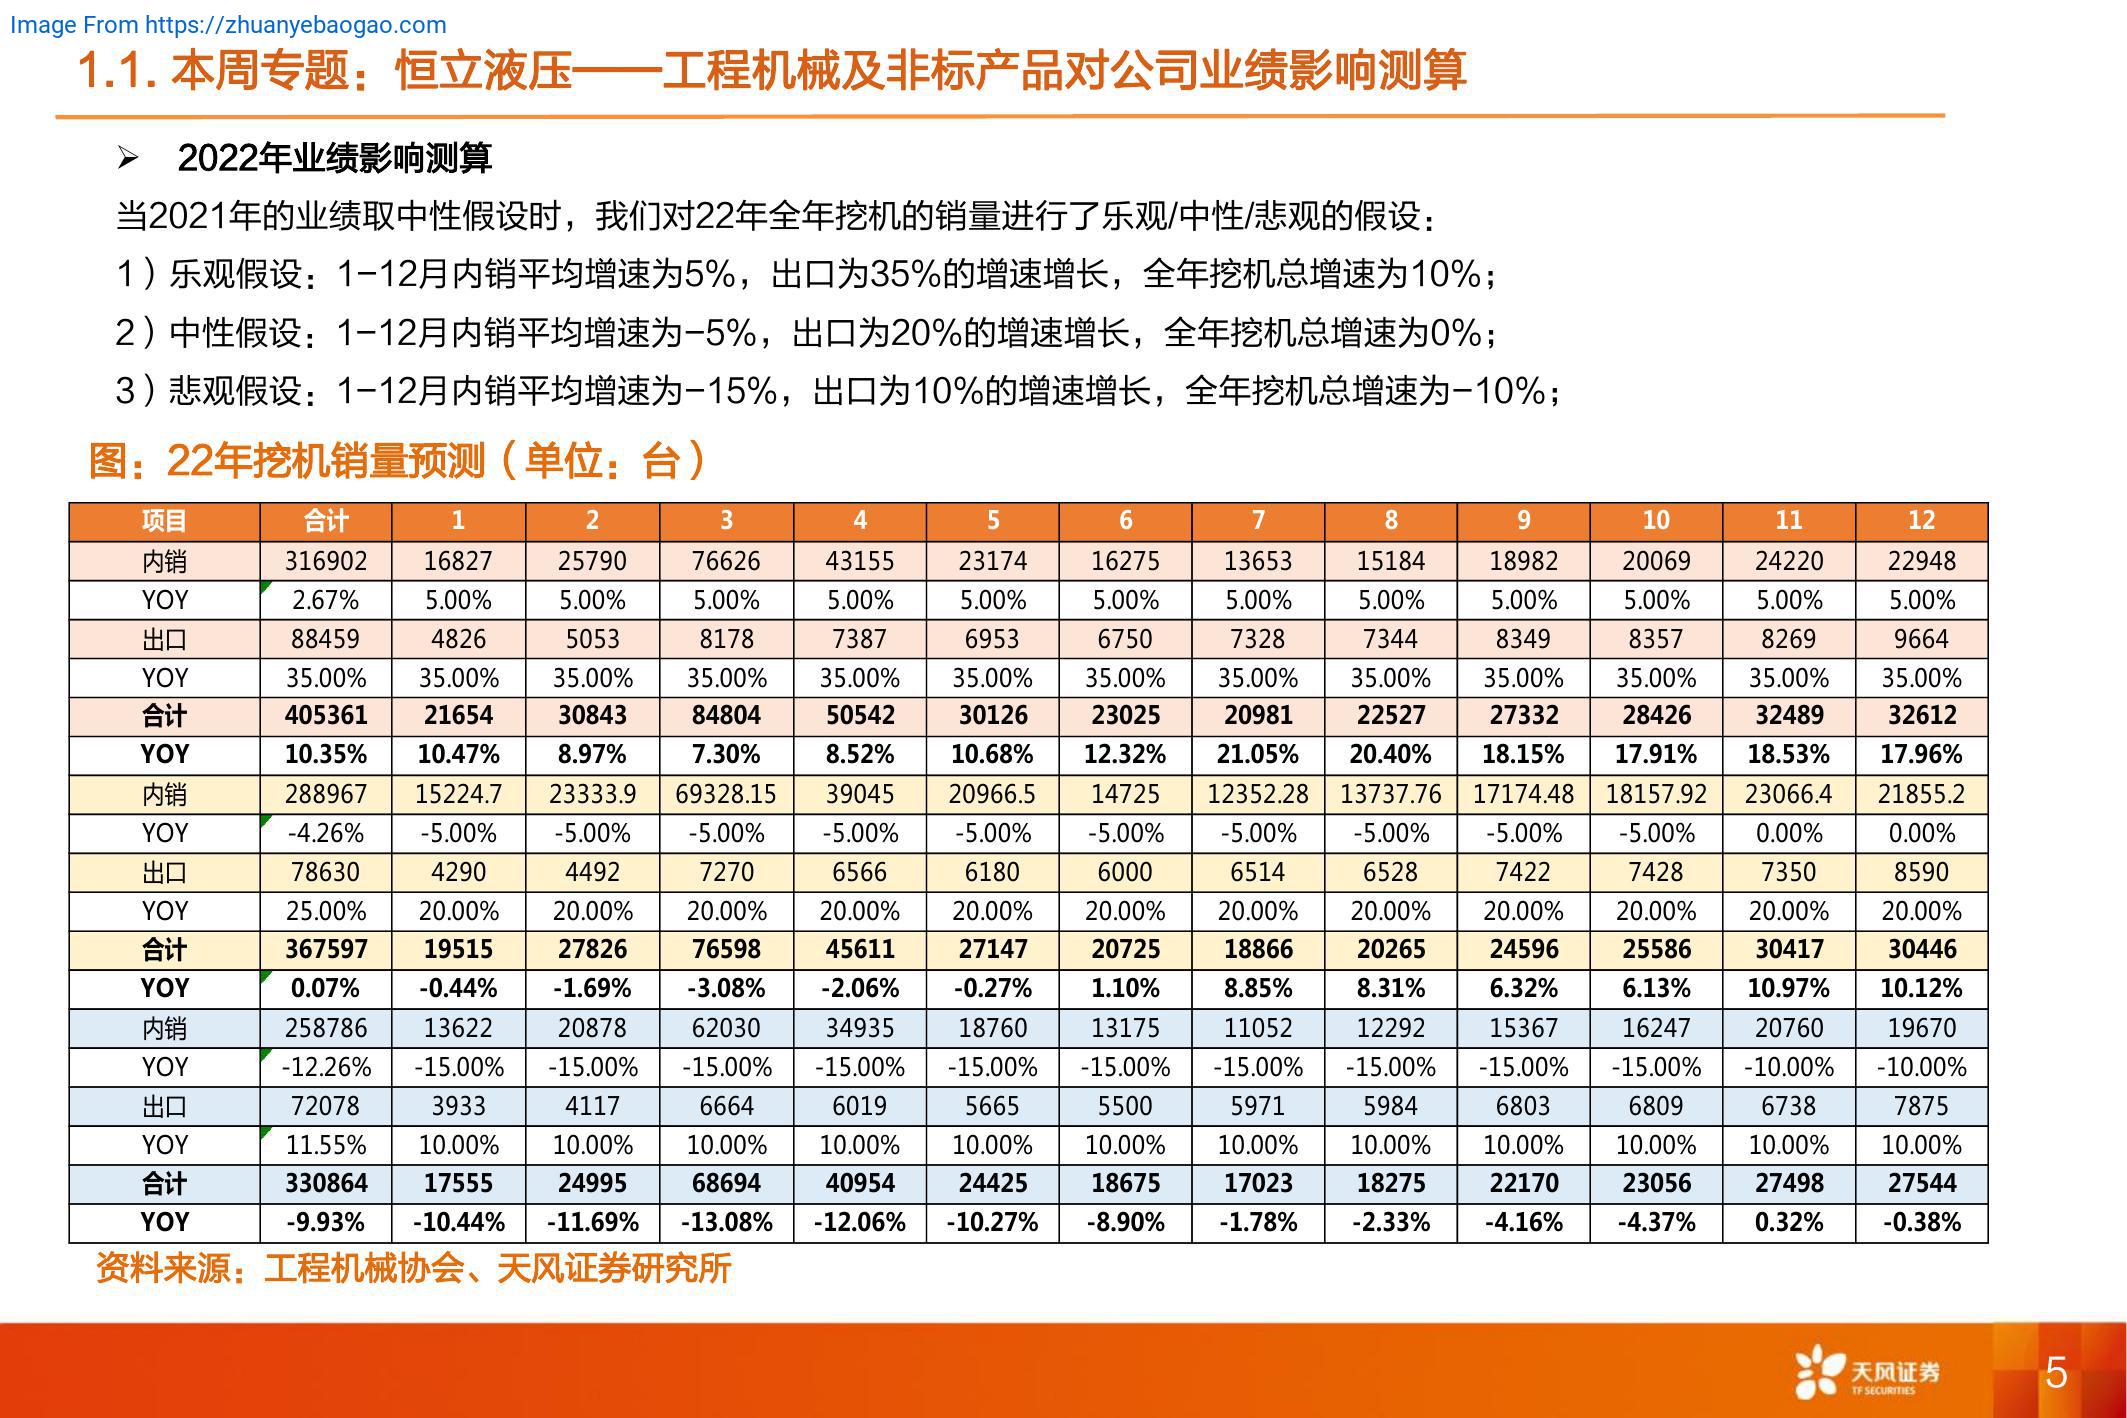 Image From https://zhuanyebaogao.com
1.1. 本周专题：恒立液压——工程机械及非标产品对公司业绩影响测算
➢ 2022年业绩影响测算
当2021年的业绩取中性假设时，我们对22年全年挖机的销量进行了乐观/中性/悲观的假设：
1）乐观假设：1-12月内销平均增速为5%，出口为35%的增速增长，全年挖机总增速为10%；
2）中性假设：1-12月内销平均增速为-5%，出口为20%的增速增长，全年挖机总增速为0%；
3）悲观假设：1-12月内销平均增速为-15%，出口为10%的增速增长，全年挖机总增速为-10%；
图：22年挖机销量预测（单位：台）
项目 合计 1 2 3 4 5 6 7 8 9 10 11 12
内销 316902 16827 25790 76626 43155 23174 16275 13653 15184 18982 20069 24220 22948
YOY 2.67% 5.00% 5.00% 5.00% 5.00% 5.00% 5.00% 5.00% 5.00% 5.00% 5.00% 5.00% 5.00%
出口 88459 4826 5053 8178 7387 6953 6750 7328 7344 8349 8357 8269 9664
YOY 35.00% 35.00% 35.00% 35.00% 35.00% 35.00% 35.00% 35.00% 35.00% 35.00% 35.00% 35.00% 35.00%
合计 405361 21654 30843 84804 50542 30126 23025 20981 22527 27332 28426 32489 32612
YOY 10.35% 10.47% 8.97% 7.30% 8.52% 10.68% 12.32% 21.05% 20.40% 18.15% 17.91% 18.53% 17.96%
内销 288967 15224.7 23333.9 69328.15 39045 20966.5 14725 12352.28 13737.76 17174.48 18157.92 23066.4 21855.2
YOY -4.26% -5.00% -5.00% -5.00% -5.00% -5.00% -5.00% -5.00% -5.00% -5.00% -5.00% 0.00% 0.00%
出口 78630 4290 4492 7270 6566 6180 6000 6514 6528 7422 7428 7350 8590
YOY 25.00% 20.00% 20.00% 20.00% 20.00% 20.00% 20.00% 20.00% 20.00% 20.00% 20.00% 20.00% 20.00%
合计 367597 19515 27826 76598 45611 27147 20725 18866 20265 24596 25586 30417 30446
YOY 0.07% -0.44% -1.69% -3.08% -2.06% -0.27% 1.10% 8.85% 8.31% 6.32% 6.13% 10.97% 10.12%
内销 258786 13622 20878 62030 34935 18760 13175 11052 12292 15367 16247 20760 19670
YOY -12.26% -15.00% -15.00% -15.00% -15.00% -15.00% -15.00% -15.00% -15.00% -15.00% -15.00% -10.00% -10.00%
出口 72078 3933 4117 6664 6019 5665 5500 5971 5984 6803 6809 6738 7875
YOY 11.55% 10.00% 10.00% 10.00% 10.00% 10.00% 10.00% 10.00% 10.00% 10.00% 10.00% 10.00% 10.00%
合计 330864 17555 24995 68694 40954 24425 18675 17023 18275 22170 23056 27498 27544
YOY -9.93% -10.44% -11.69% -13.08% -12.06% -10.27% -8.90% -1.78% -2.33% -4.16% -4.37% 0.32% -0.38%
资料来源：工程机械协会、天风证券研究所
天风证券
TF SECURITIES
5